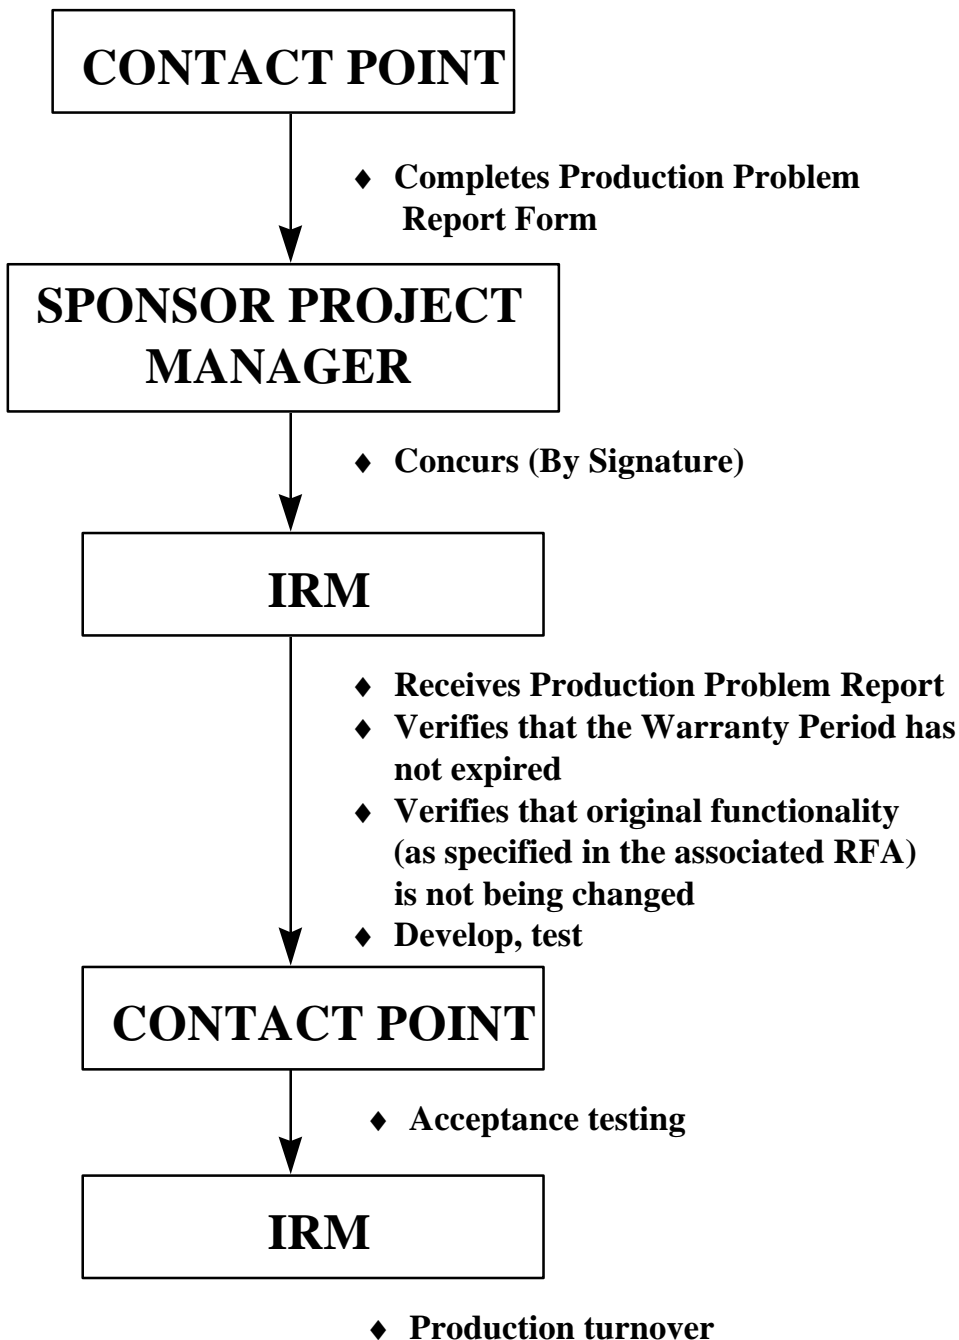 CONTACT POINT
♦ Completes Production Problem
Report Form
SPONSOR PROJECT
MANAGER
♦ Concurs (By Signature)
IRM
♦ Receives Production Problem Report
♦ Verifies that the Warranty Period has
not expired
♦ Verifies that original functionality
(as specified in the associated RFA)
is not being changed
♦ Develop, test
CONTACT POINT
♦ Acceptance testing
IRM
♦ Production turnover